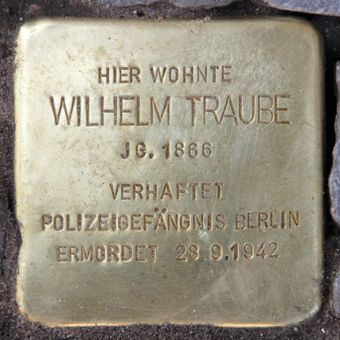 HIER WOHNTE
WILHELM TRAUBE
JG. 1866
VERHAFTET
POLIZEIGEFÄNGNIS BERLIN
ERMORDET 28.9.1942